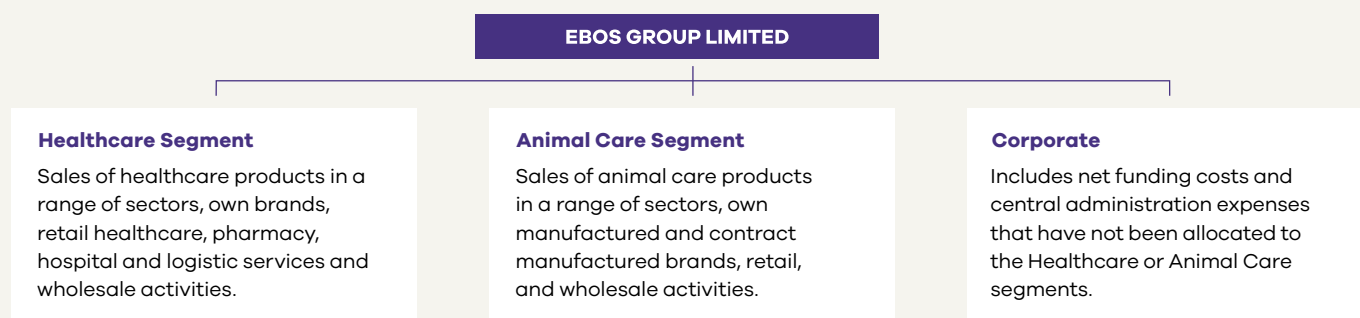 EBOS GROUP LIMITED
Healthcare Segment
Sales of healthcare products in a
range of sectors, own brands,
retail healthcare, pharmacy,
hospital and logistic services and
wholesale activities.
Animal Care Segment
Sales of animal care products
in a range of sectors, own
manufactured and contract
manufactured brands, retail,
and wholesale activities.
Corporate
Includes net funding costs and
central administration expenses
that have not been allocated to
the Healthcare or Animal Care
segments.